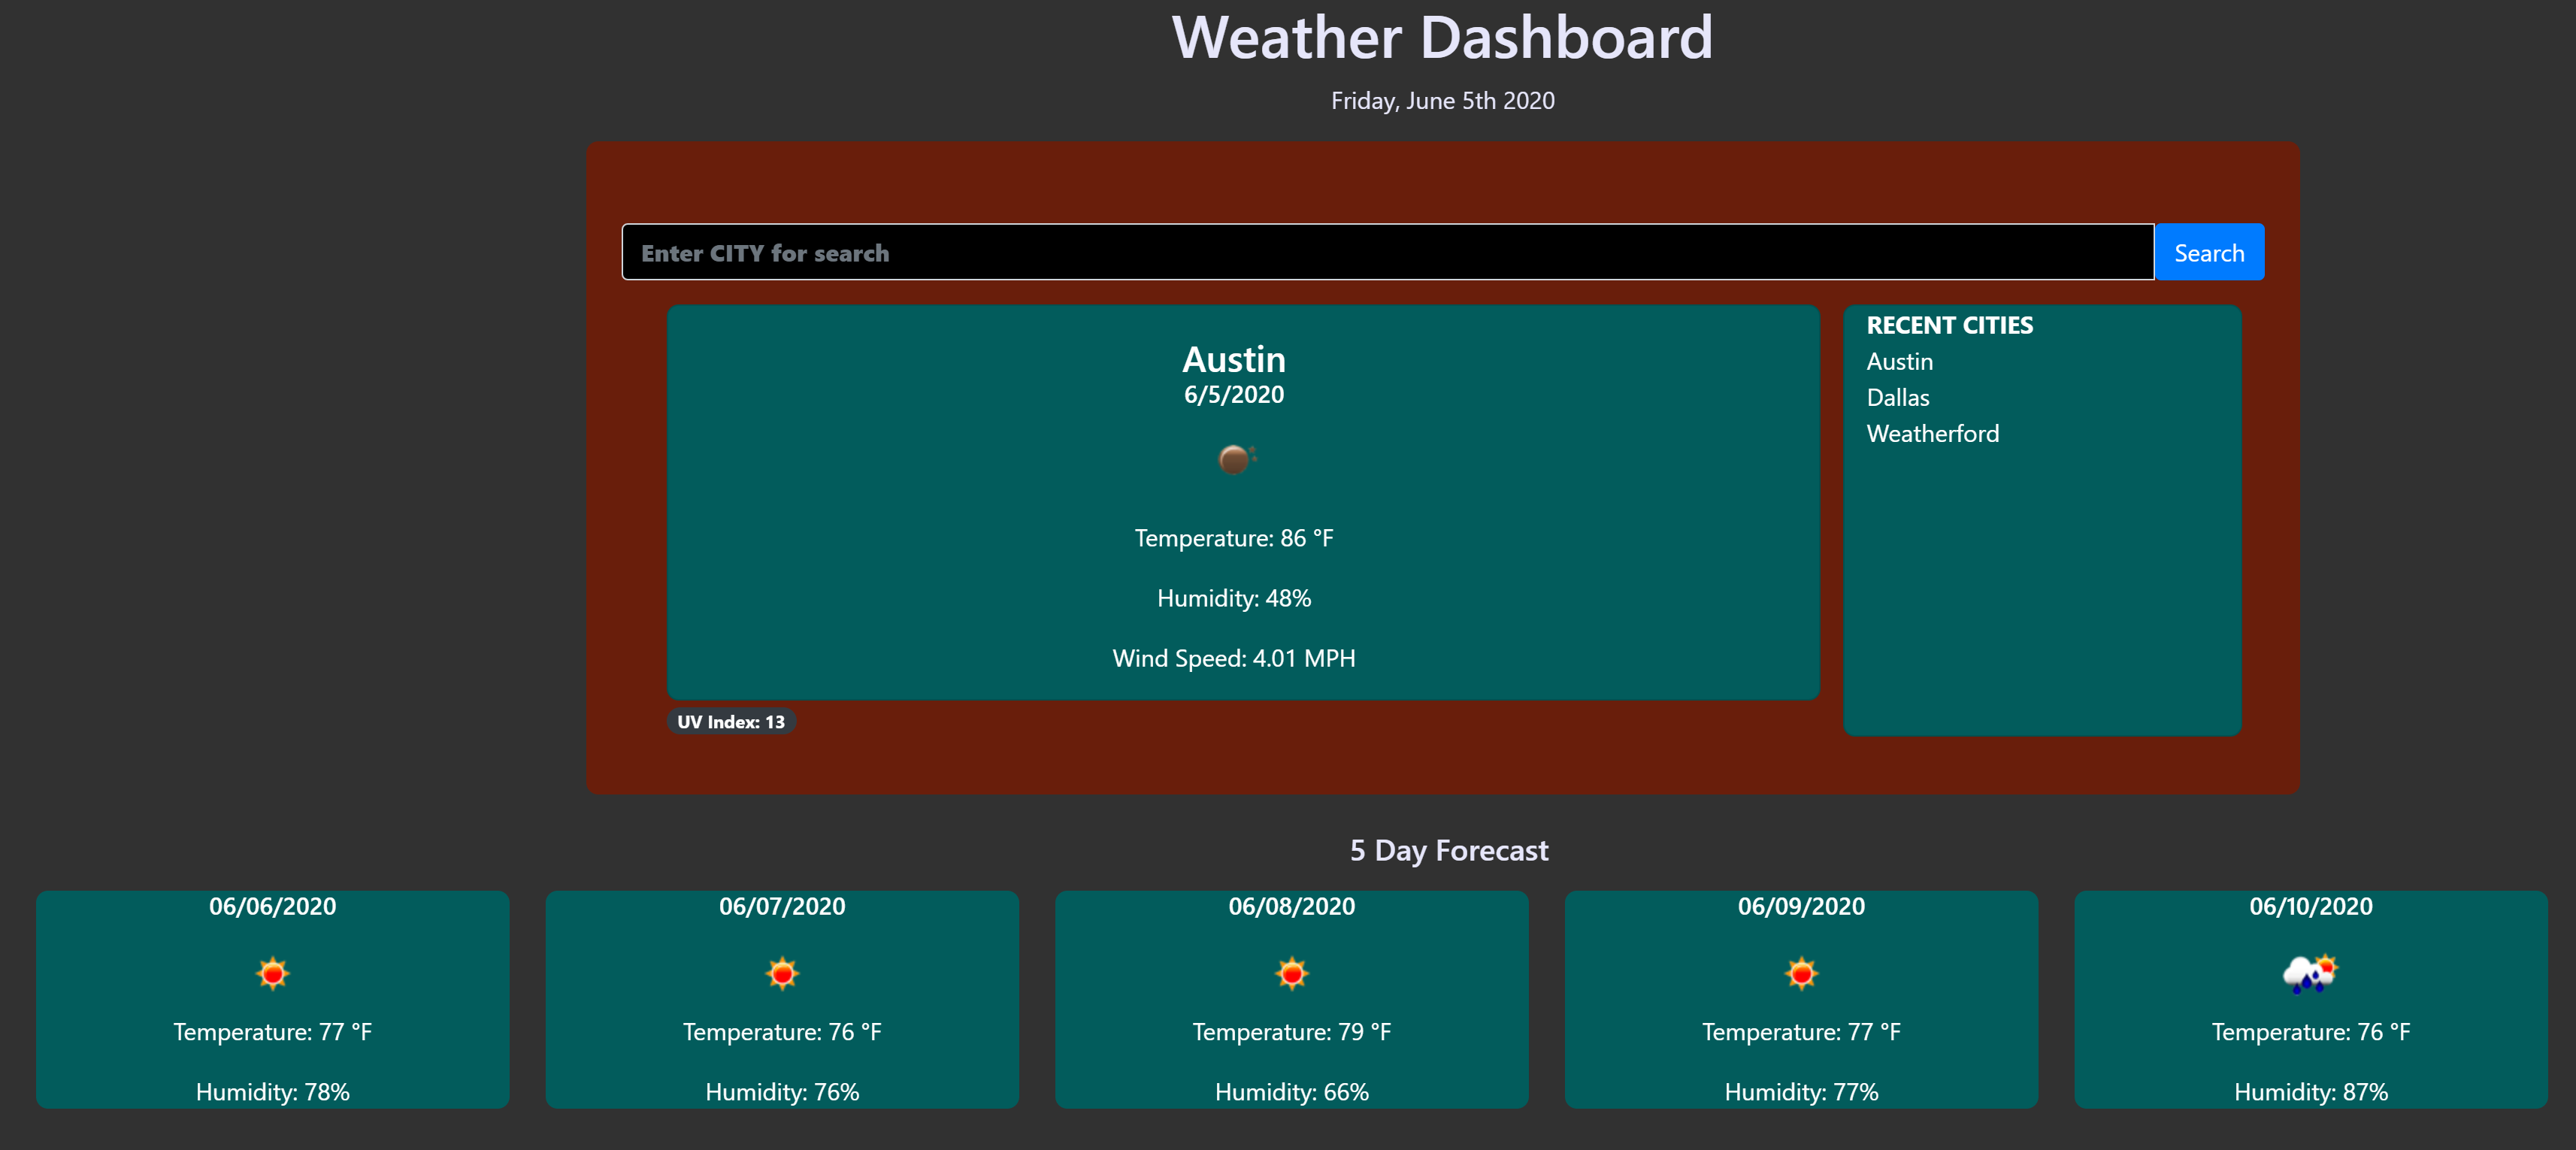 Weather Dashboard
Friday, June 5th 2020
Enter CITY for search
Search
Austin
6/5/2020
Temperature: 86 °F
Humidity: 48%
Wind Speed: 4.01 MPH
UV Index: 13
RECENT CITIES
Austin
Dallas
Weatherford
5 Day Forecast
06/06/2020
Temperature: 77 °F
Humidity: 78%
06/07/2020
Temperature: 76 °F
Humidity: 76%
06/08/2020
Temperature: 79 °F
Humidity: 66%
06/09/2020
Temperature: 77 °F
Humidity: 77%
06/10/2020
Temperature: 76 °F
Humidity: 87%